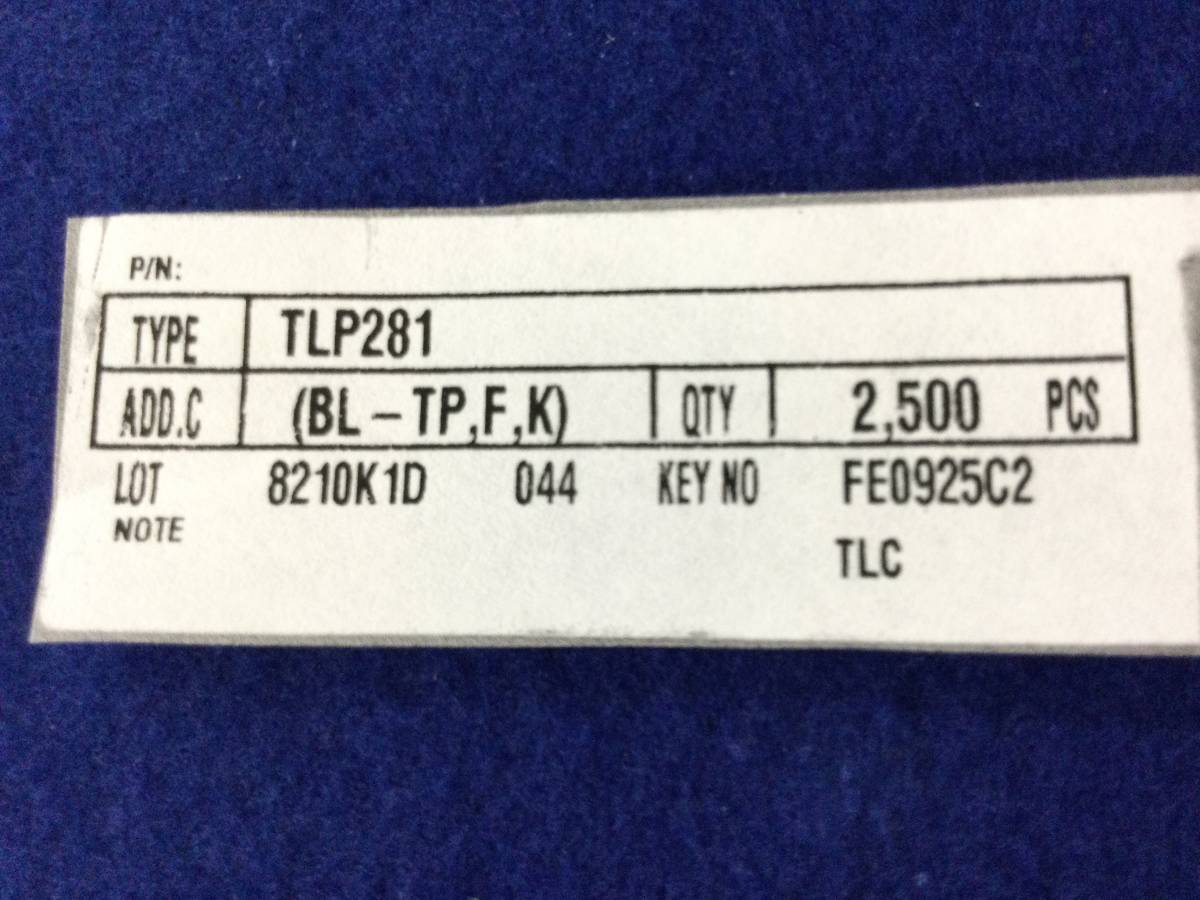 P/N:
TYPE TLP281
ADD.C (BL-TP,F,K) QTY 2,500 PCS
LOT 8210K1D 044 KEY NO FE0925C2
NOTE
TLC